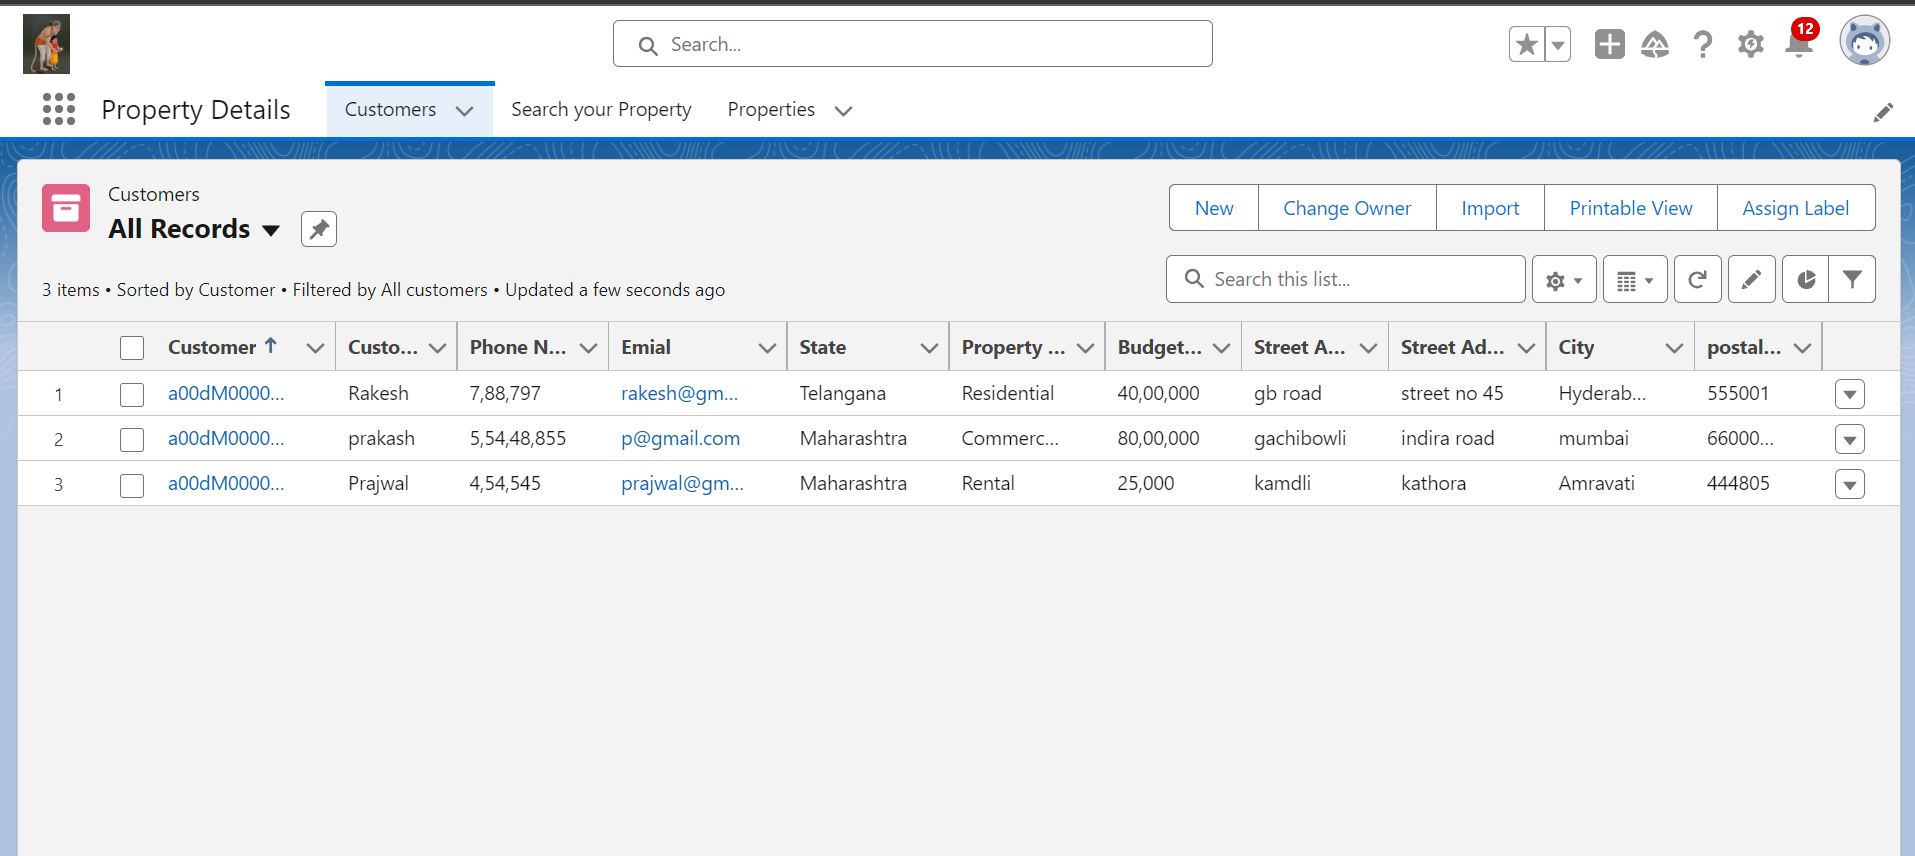 Search...
12
Property Details Customers Search your Property Properties
Customers
All Records
New Change Owner Import Printable View Assign Label
3 items • Sorted by Customer • Filtered by All customers • Updated a few seconds ago
Search this list...
Customer ↑ Custo... Phone N... Emial State Property ... Budget... Street A... Street Ad... City postal...
1 a00dM0000... Rakesh 7,88,797 rakesh@gm... Telangana Residential 40,00,000 gb road street no 45 Hyderab... 555001
2 a00dM0000... prakash 5,54,48,855 p@gmail.com Maharashtra Commerc... 80,00,000 gachibowli indira road mumbai 66000...
3 a00dM0000... Prajwal 4,54,545 prajwal@gm... Maharashtra Rental 25,000 kamdli kathora Amravati 444805